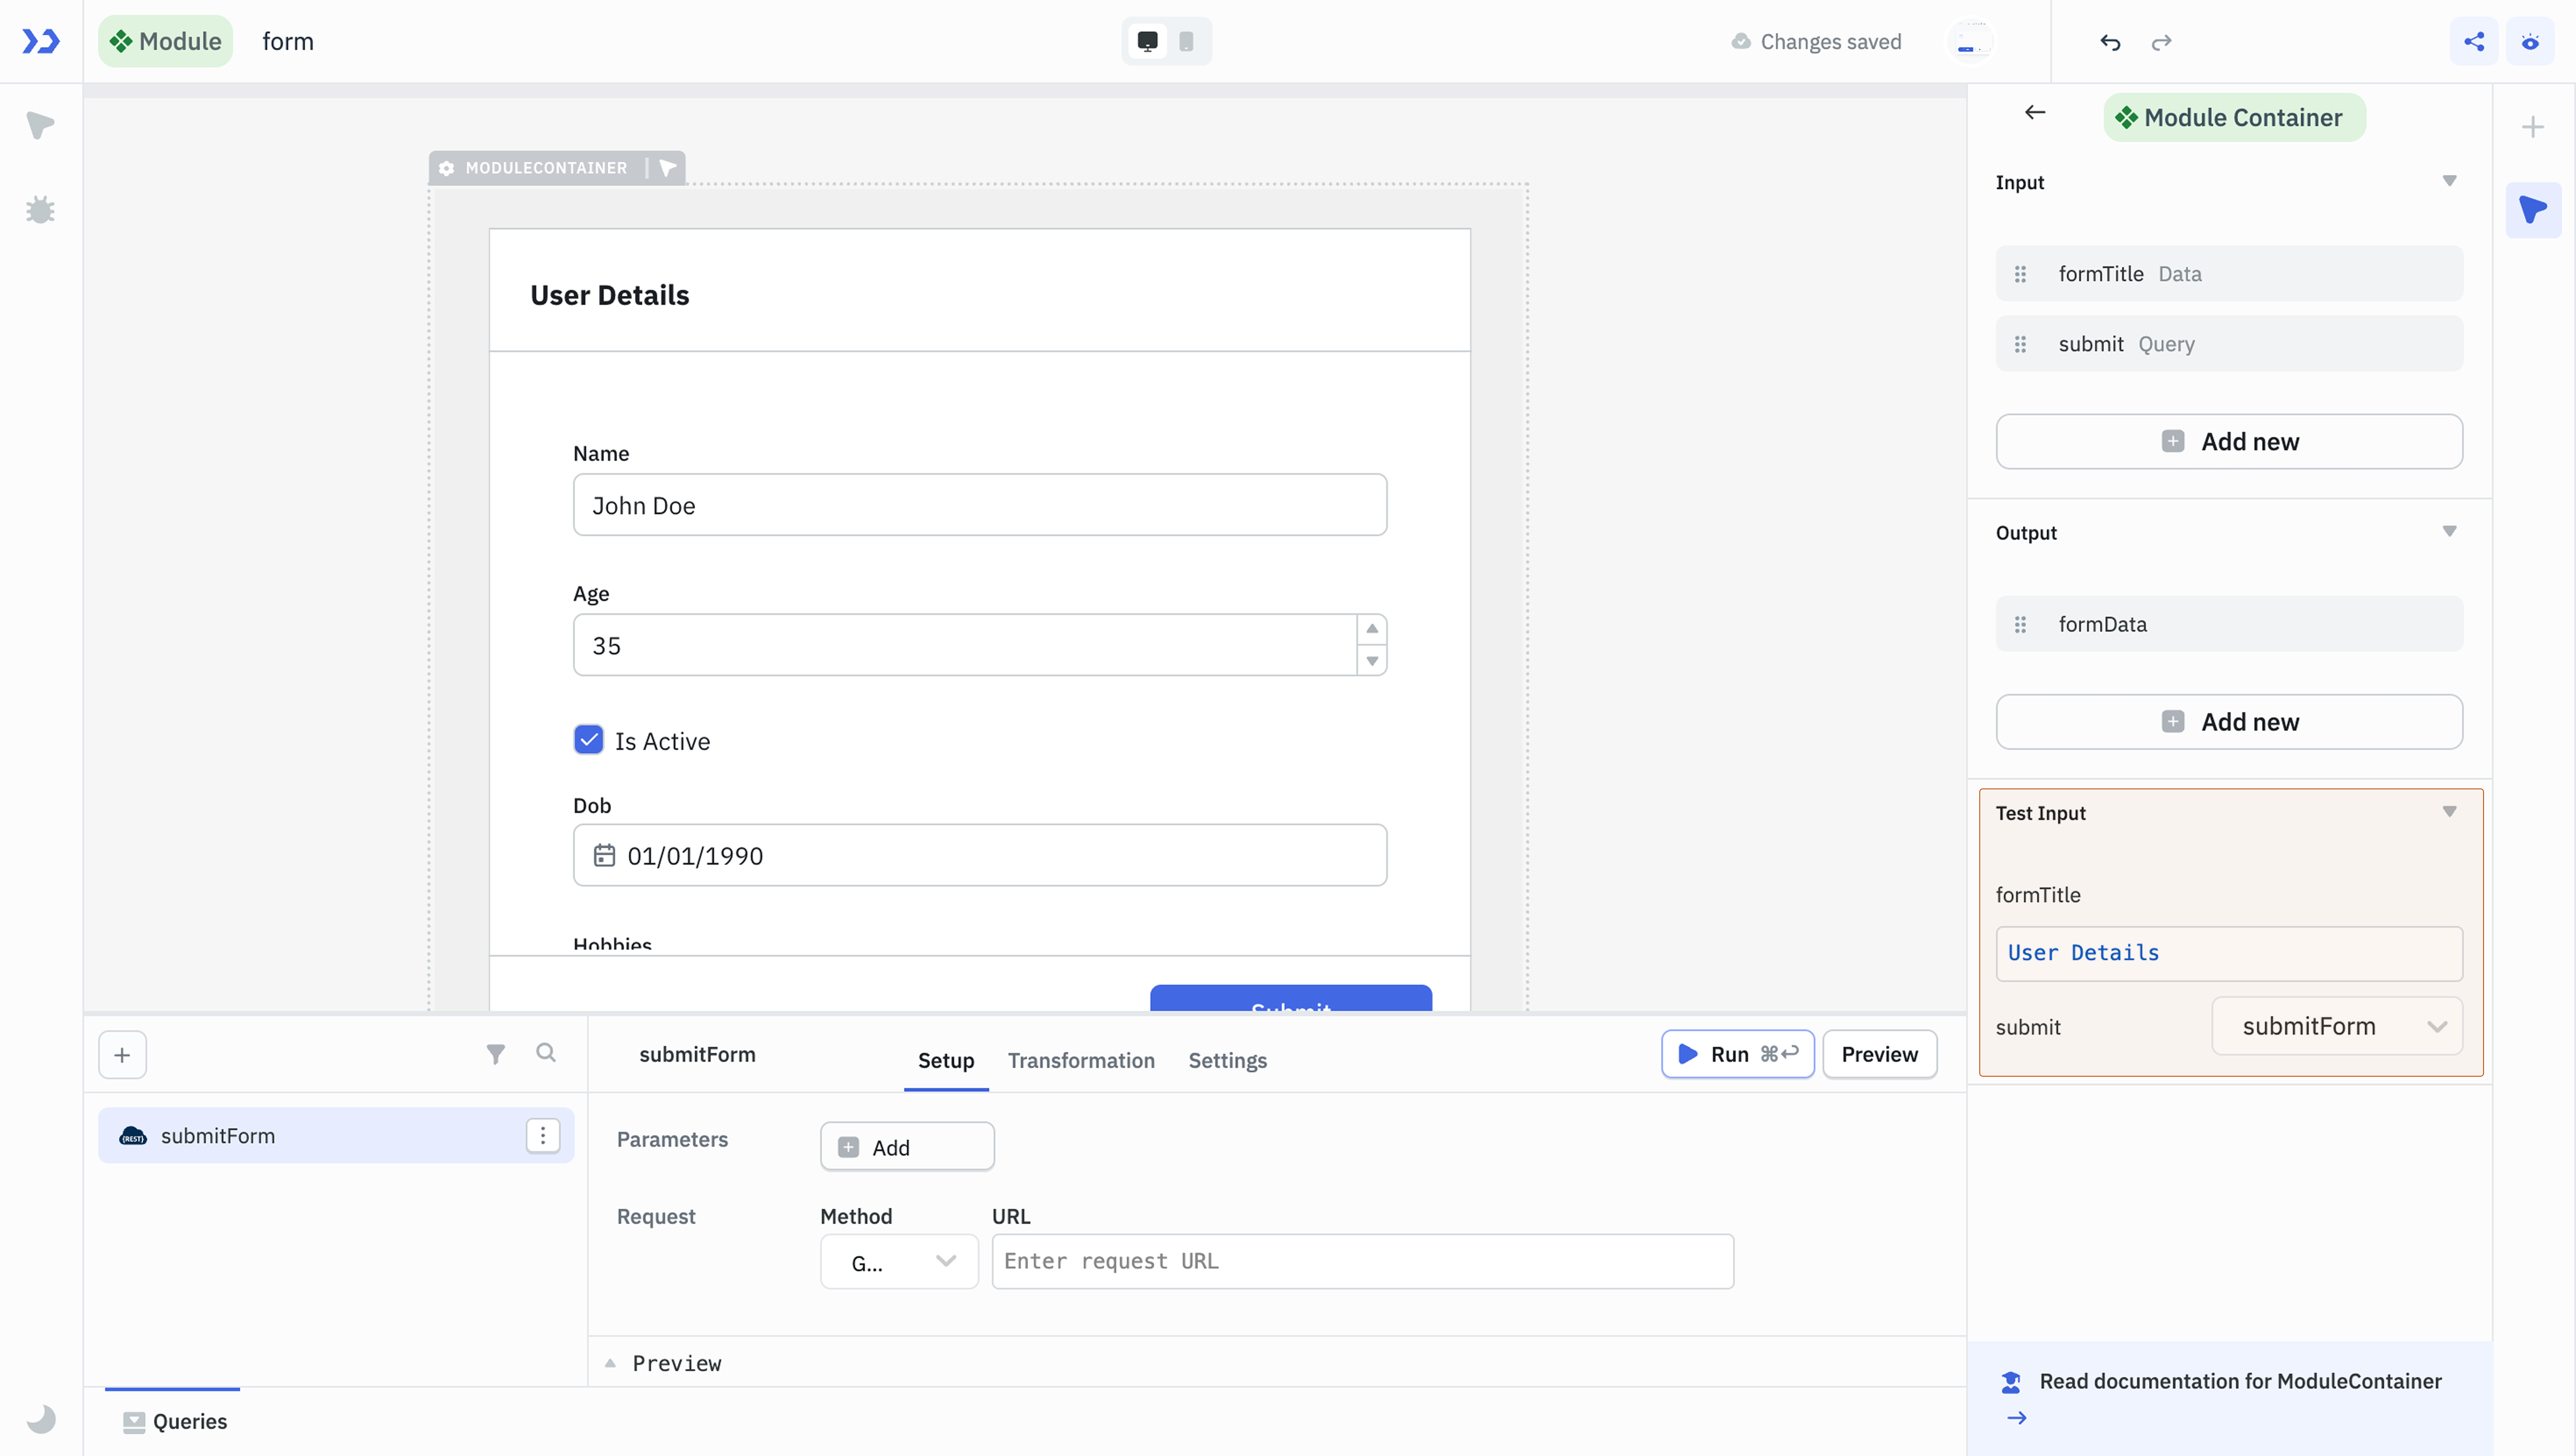 Module
form
Changes saved
MODULECONTAINER
User Details
Name
John Doe
Age
35
Is Active
Dob
01/01/1990
Hobbies
Submit
Module Container
Input
formTitle Data
submit Query
Add new
Output
formData
Add new
Test Input
formTitle
User Details
submit submitForm
submitForm
Setup Transformation Settings
Run ⌘↩
Preview
{REST} submitForm
Parameters
Add
Request
Method
URL
G...
Enter request URL
Preview
Queries
Read documentation for ModuleContainer
→